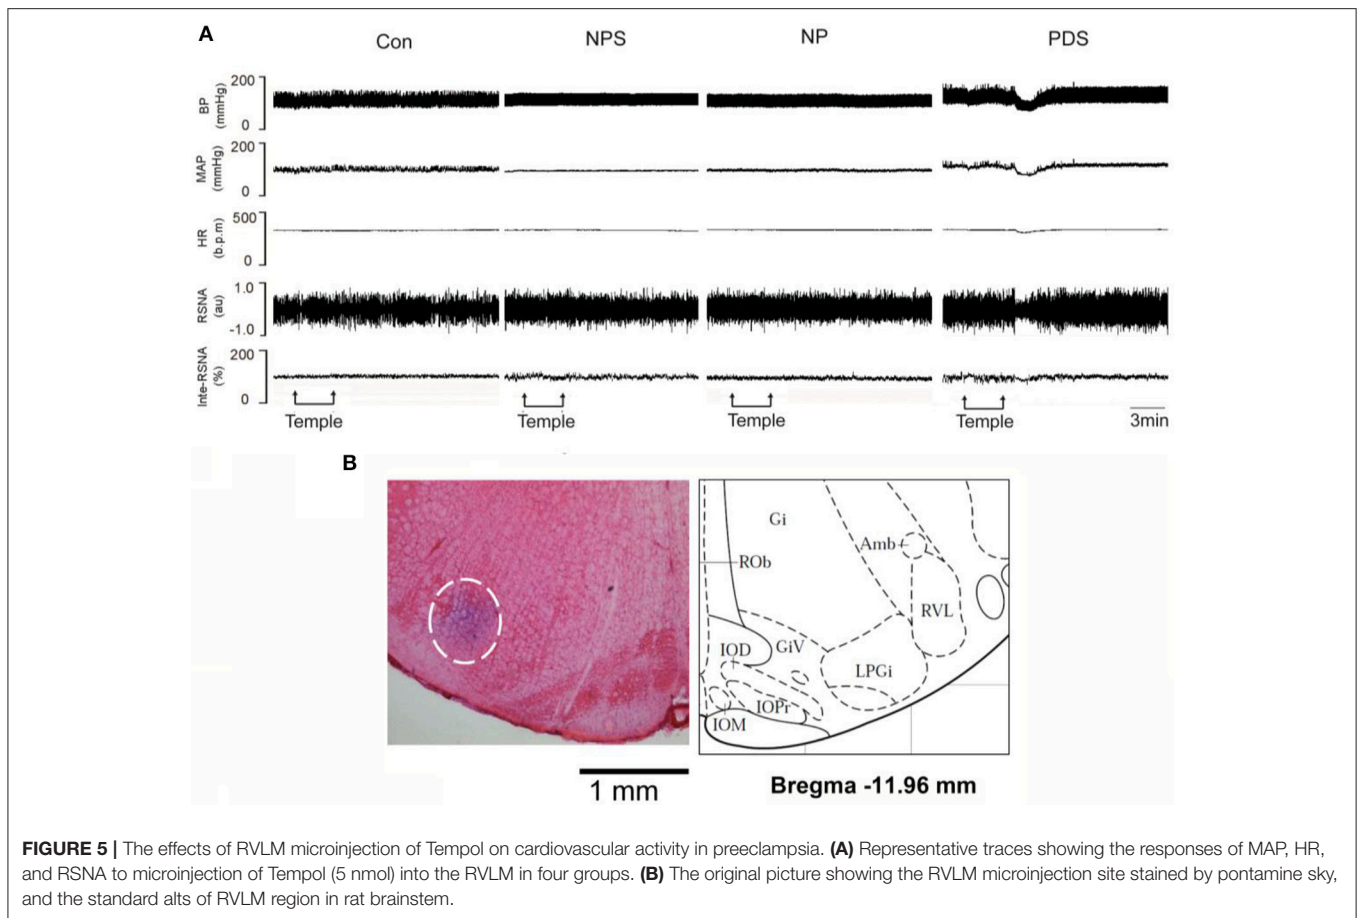 A
Con NPS NP PDS
BP (mmHg) 200 0
MAP (mmHg) 200 0
HR (b.p.m) 500 0
RSNA (au) 1.0 -1.0
Inte-RSNA (%) 200 0
Temple Temple Temple Temple 3min
B
Gi
Amb
ROb
RVL
IOD GiV
LPGi
IOPr
IOM
1 mm
Bregma -11.96 mm
FIGURE 5 | The effects of RVLM microinjection of Tempol on cardiovascular activity in preeclampsia. (A) Representative traces showing the responses of MAP, HR,
and RSNA to microinjection of Tempol (5 nmol) into the RVLM in four groups. (B) The original picture showing the RVLM microinjection site stained by pontamine sky,
and the standard alts of RVLM region in rat brainstem.